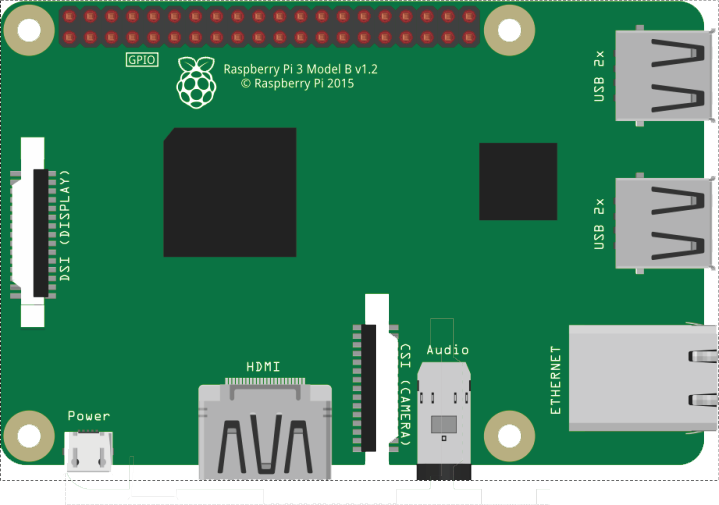 GPIO
Raspberry Pi 3 Model B v1.2
© Raspberry Pi 2015
USB 2x
DSI (DISPLAY)
USB 2x
HDMI
CSI (CAMERA)
Audio
ETHERNET
Power